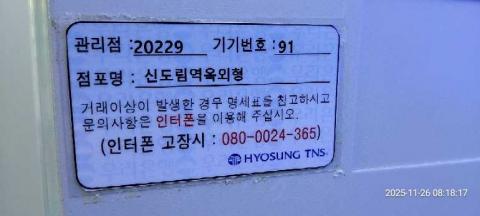 관리점 : 20229 기기번호 : 91
점포명 : 신도림역옥외형
거래이상이 발생한 경우 명세표를 참고하시고
문의사항은 인터폰을 이용해 주십시오.
(인터폰 고장시 : 080-0024-365)
HYOSUNG TNS
2025-11-26 08:18:17